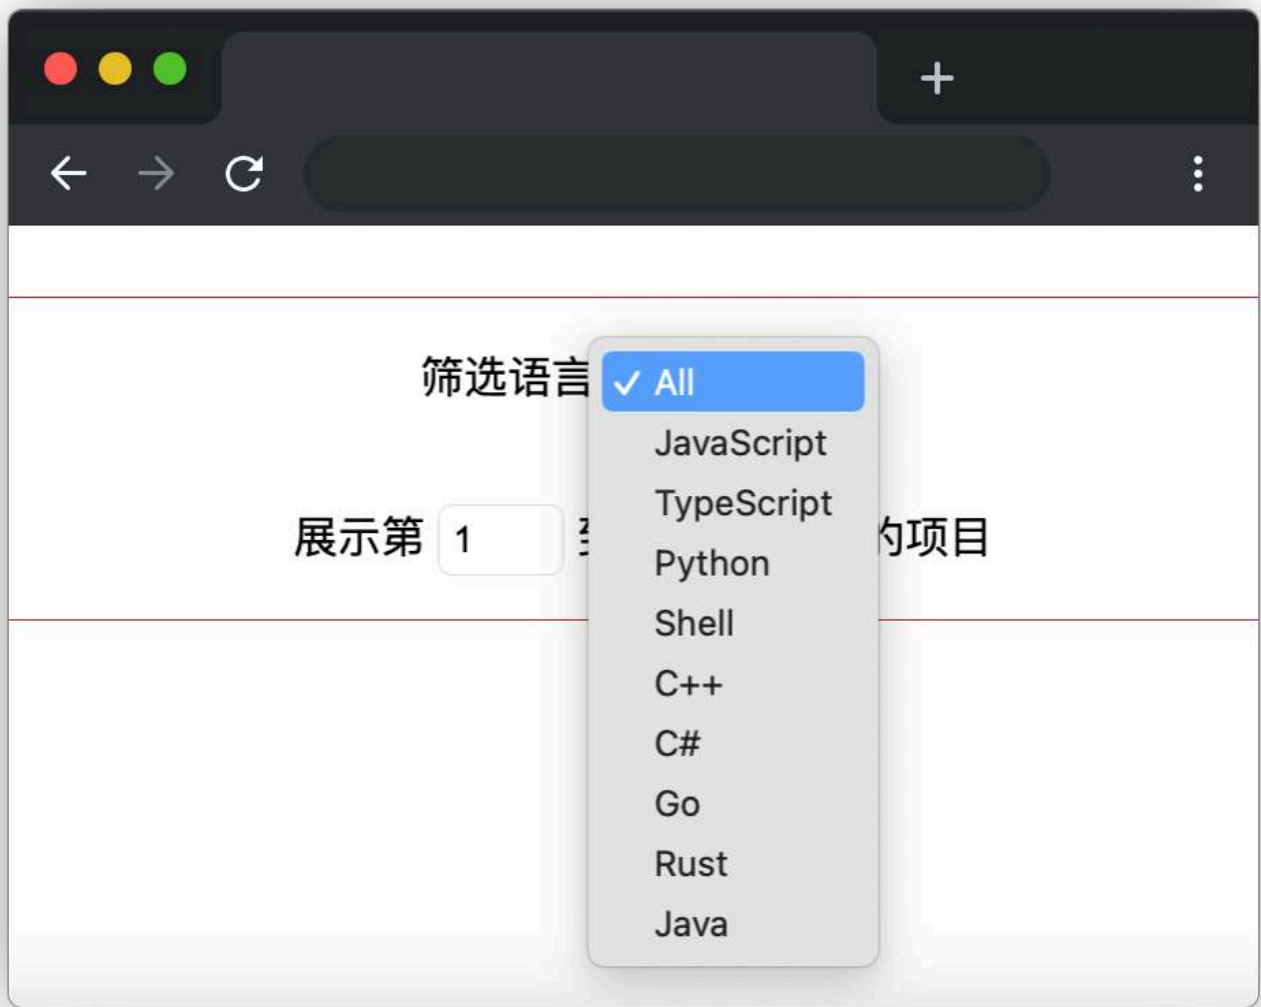 筛选语言
All
JavaScript
TypeScript
Python
Shell
C++
C#
Go
Rust
Java
展示第 1 的项目